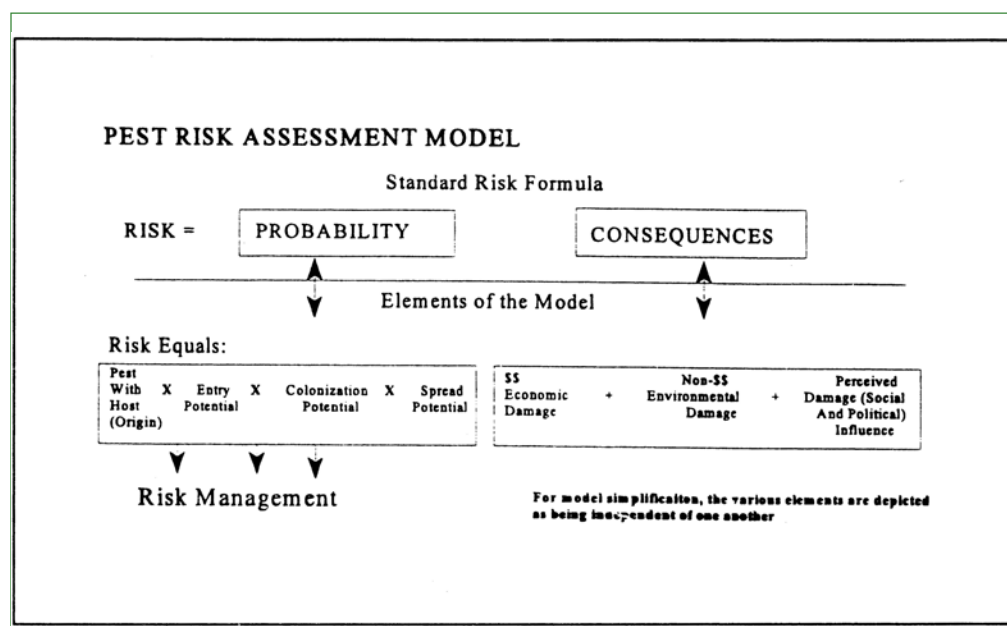 PEST RISK ASSESSMENT MODEL
Standard Risk Formula
RISK = PROBABILITY CONSEQUENCES
Elements of the Model
Risk Equals:
Pest
With X Entry X Colonization X Spread
Host Potential Potential Potential
(Origin)
$$ Non-$$ Perceived
Economic + Environmental + Damage (Social
Damage Damage And Political)
Influence
Risk Management
For model simplificaiton, the various elements are depicted
as being independent of one another